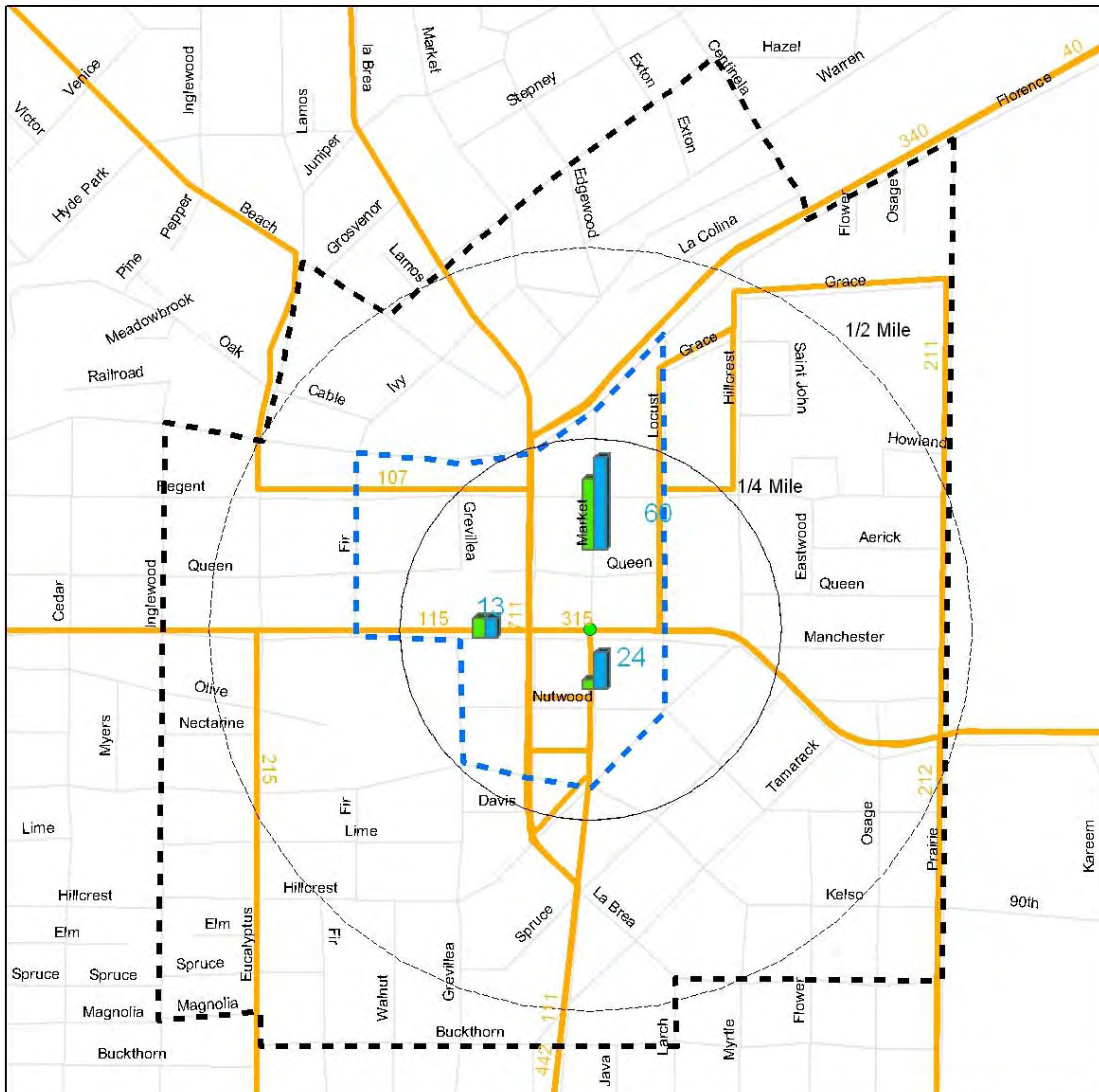 Hazel
40
Centinela
Market
la Brea
Warren
Venice
Inglewood
Exton
Stepney
Florence
Lamos
Victor
Exton
340
Juniper
Hyde Park
Edgewood
Pepper
Flower
Osage
Beach
Grosvenor
La Colina
Lamos
Pine
Grace
Meadowbrook
1/2 Mile
Oak
Grace
211
Railroad
Hillcrest
Saint John
Ivy
Cable
Locust
Howland
107
1/4 Mile
Regent
60
Market
Grevillea
Fir
Aerick
Eastwood
Queen
Queen
Queen
Cedar
Inglewood
13
115
711
315
Manchester
24
Olive
Nutwood
Nectarine
Myers
Tamarack
215
212
Davis
Fir
Osage
Lime
Lime
Prairie
Kareem
Hillcrest
Hillcrest
Kelso
90th
La Brea
Spruce
Elm
Elm
Fir
Eucalyptus
Grevillea
Spruce
Spruce
Spruce
Walnut
Flower
Magnolia
Magnolia
111
Buckthorn
Larch
Myrtle
Buckthorn
442
Java